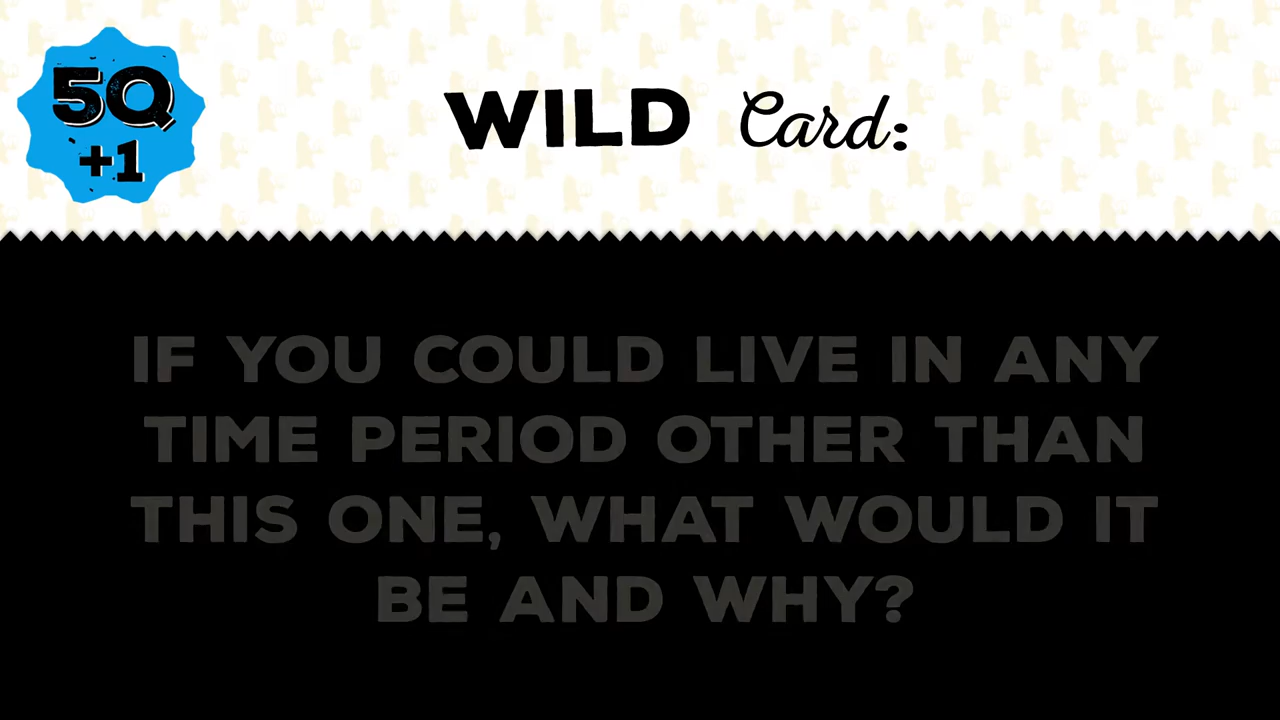 5Q
+1
WILD Card:
IF YOU COULD LIVE IN ANY
TIME PERIOD OTHER THAN
THIS ONE, WHAT WOULD IT
BE AND WHY?